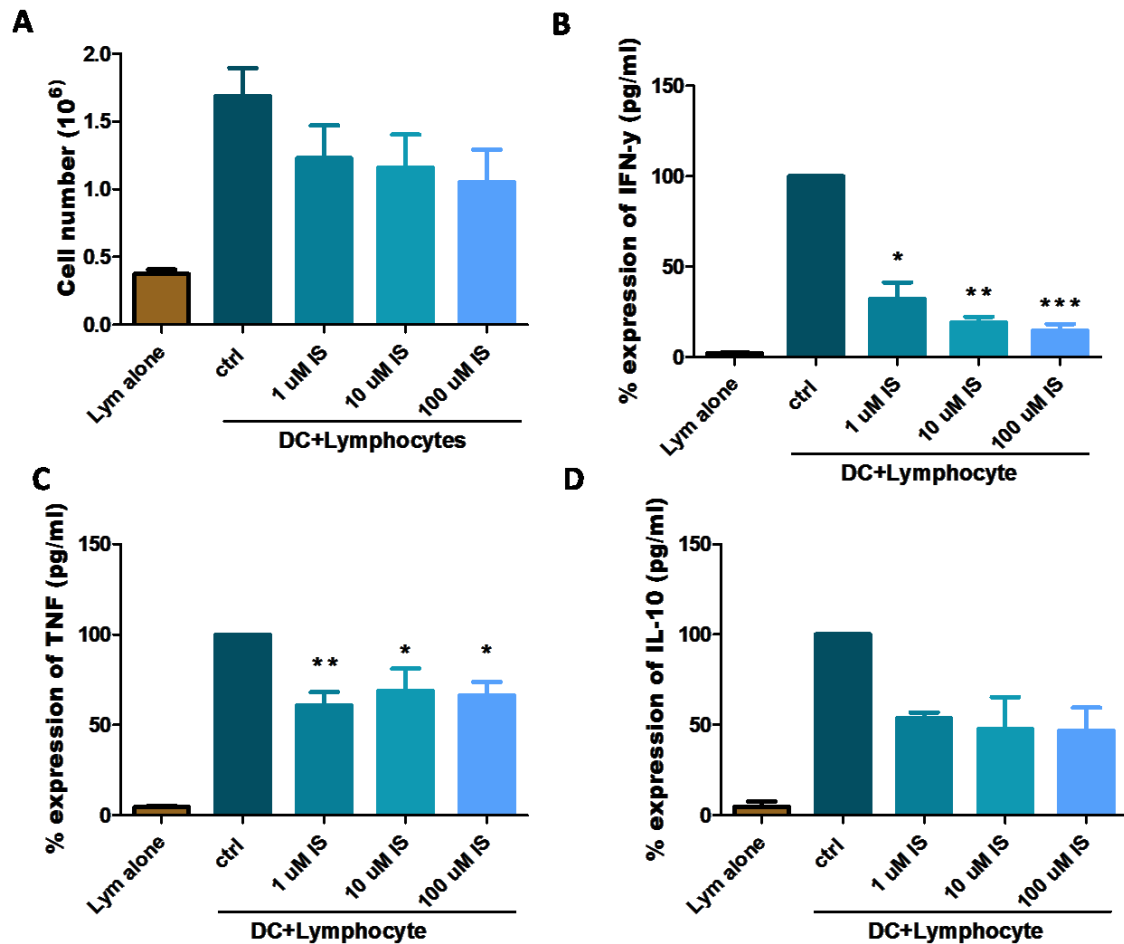 A
Cell number (10⁶)
2.0
1.5
1.0
0.5
0.0
Lym alone
ctrl
1 uM IS
10 uM IS
100 uM IS
DC+Lymphocytes
B
% expression of IFN-y (pg/ml)
150
100
50
0
*
**
***
Lym alone
ctrl
1 uM IS
10 uM IS
100 uM IS
DC+Lymphocyte
C
% expression of TNF (pg/ml)
150
100
50
0
**
*
*
Lym alone
ctrl
1 uM IS
10 uM IS
100 uM IS
DC+Lymphocyte
D
% expression of IL-10 (pg/ml)
150
100
50
0
Lym alone
ctrl
1 uM IS
10 uM IS
100 uM IS
DC+Lymphocyte